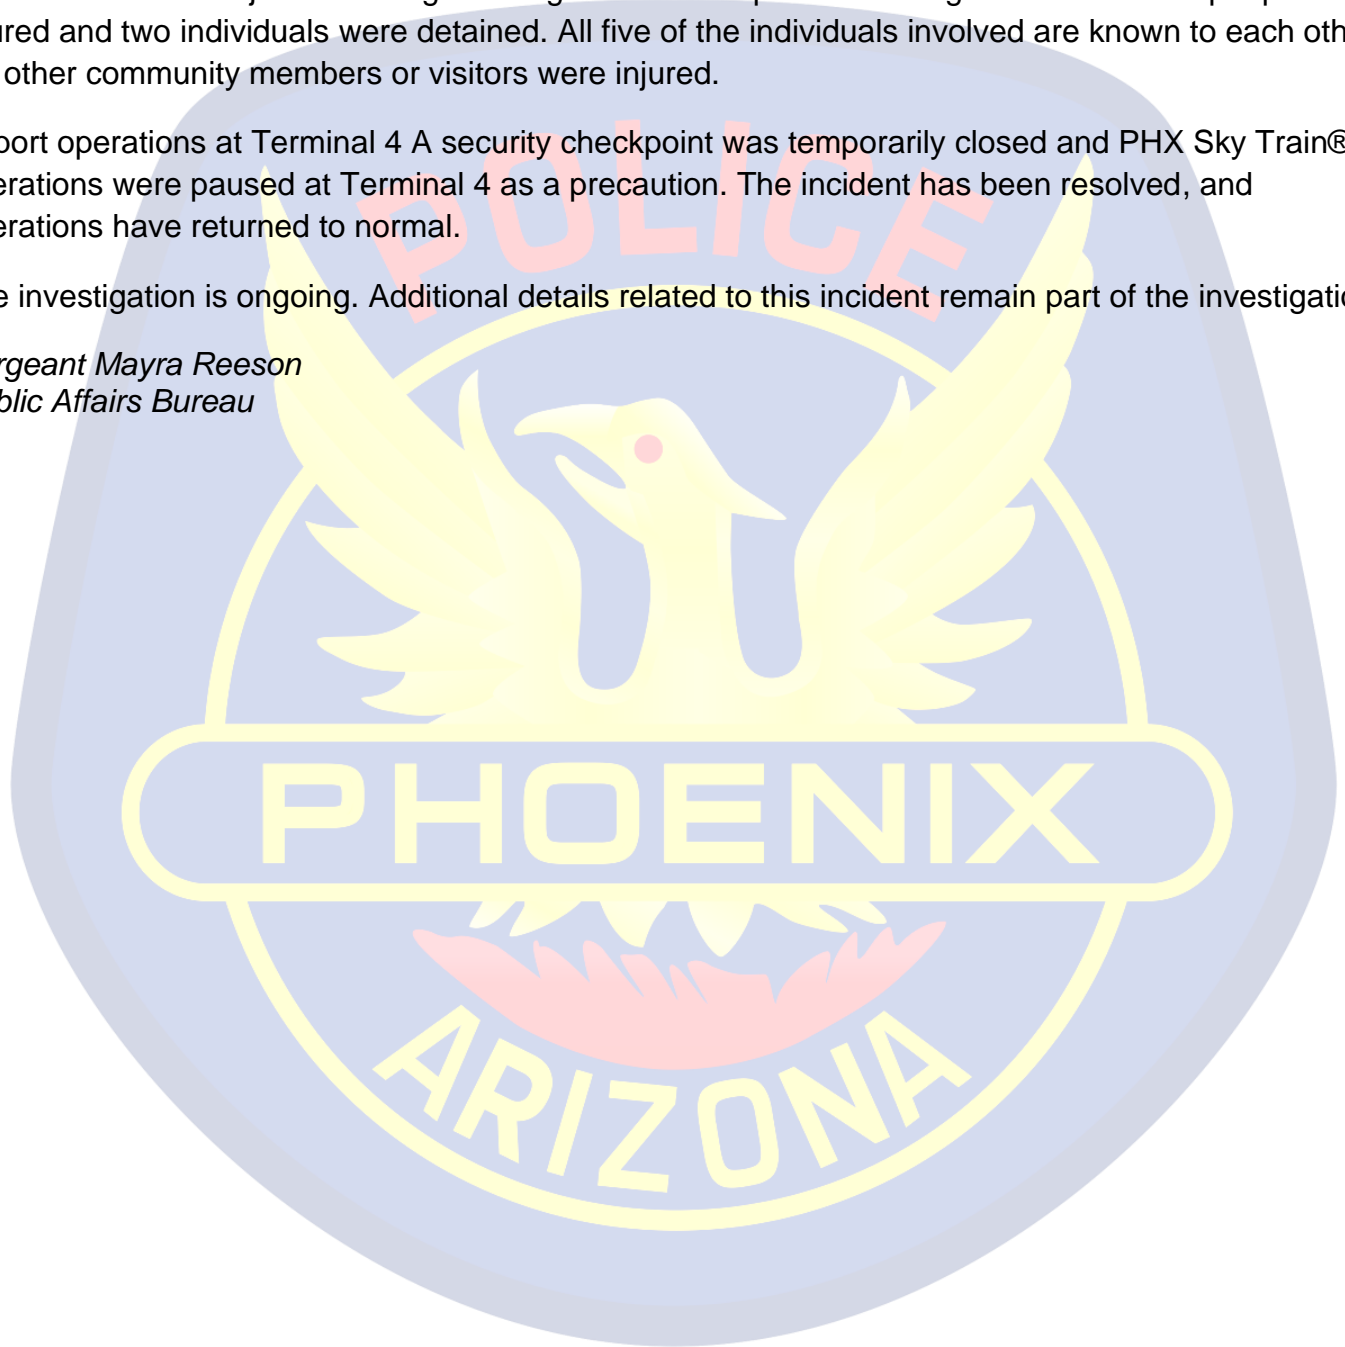 ured and two individuals were detained. All five of the individuals involved are known to each oth
other community members or visitors were injured.
port operations at Terminal 4 A security checkpoint was temporarily closed and PHX Sky Train®
erations were paused at Terminal 4 as a precaution. The incident has been resolved, and
erations have returned to normal.
e investigation is ongoing. Additional details related to this incident remain part of the investigatio
rgeant Mayra Reeson
blic Affairs Bureau
POLICE
PHOENIX
ARIZONA